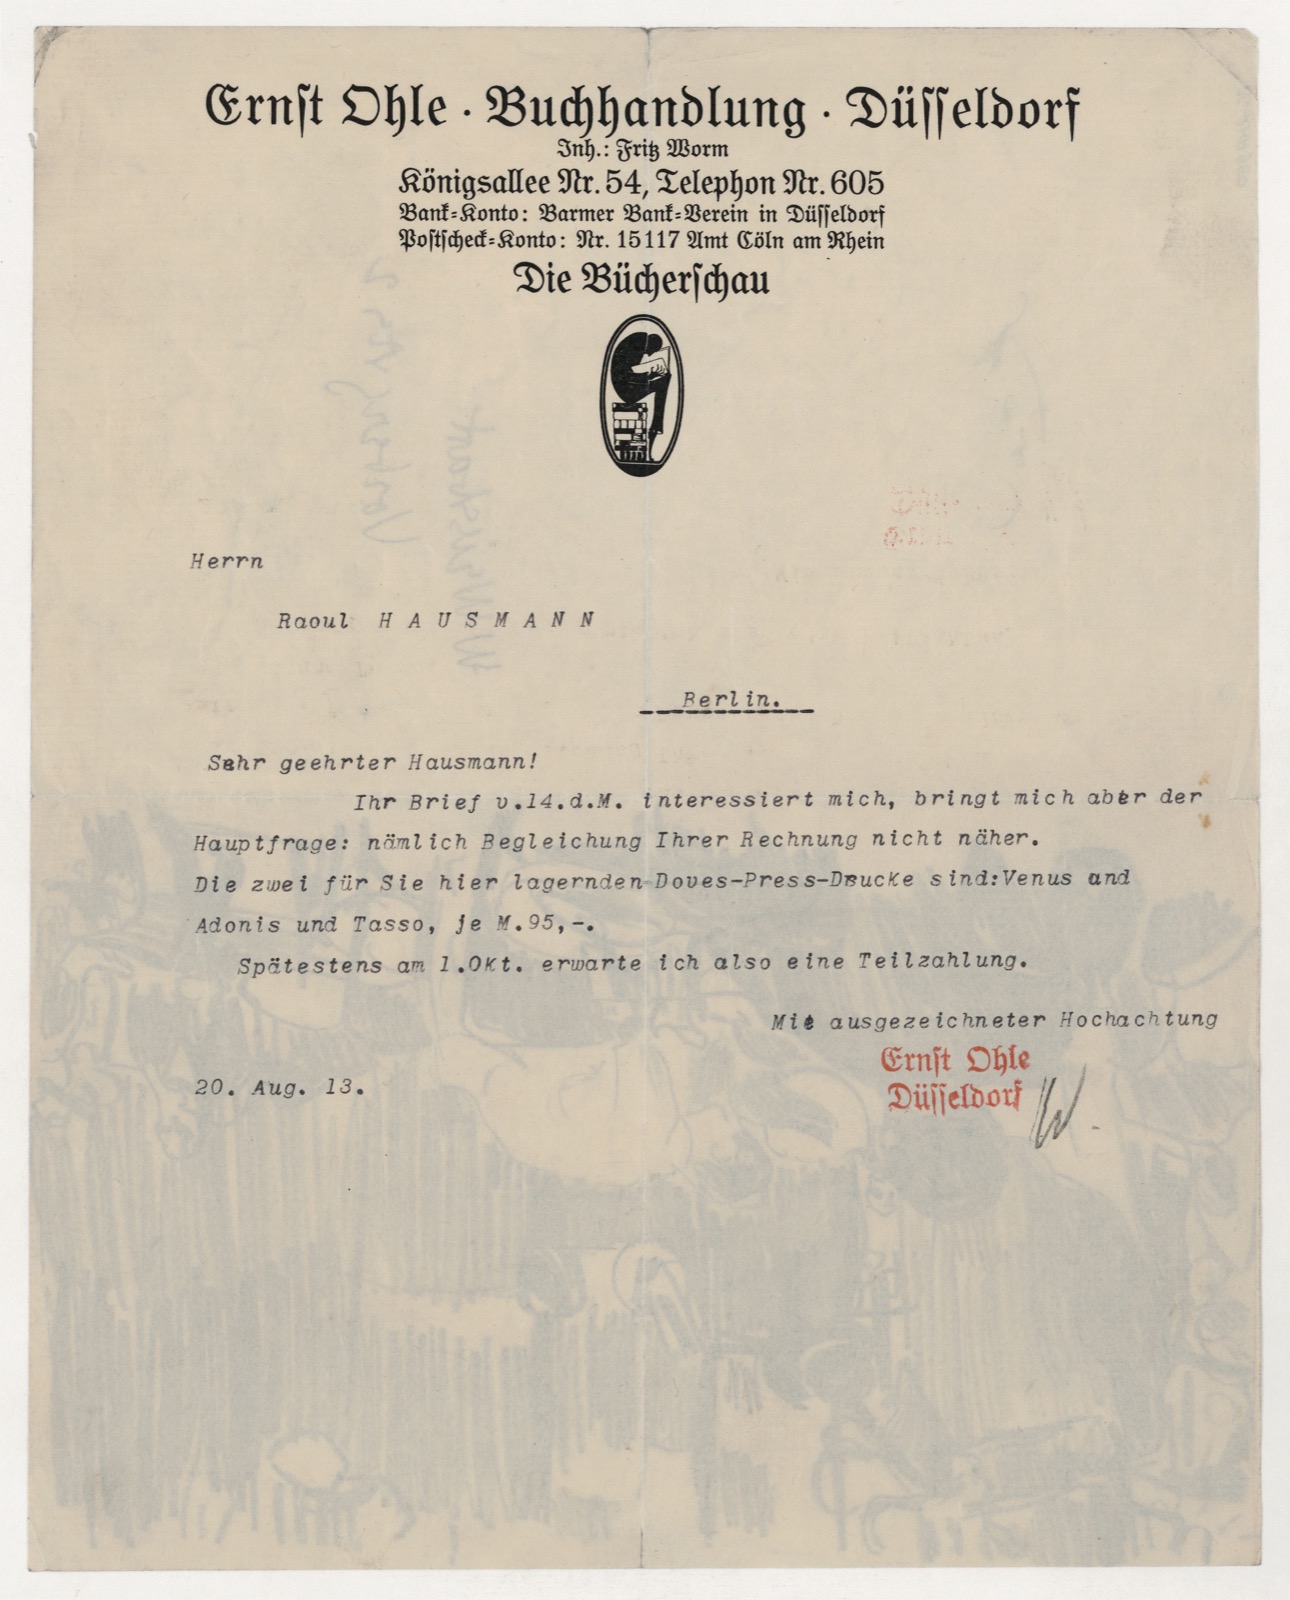 Ernst Ohle · Buchhandlung · Düsseldorf
Inh.: Fritz Worm
Königsallee Nr. 54, Telephon Nr. 605
Bank-Konto: Barmer Bank-Verein in Düsseldorf
Postscheck-Konto: Nr. 15117 Amt Cöln am Rhein
Die Bücherschau
Herrn
Raoul HAUSMANN
Berlin.
Sehr geehrter Hausmann!
Ihr Brief v.14.d.M. interessiert mich, bringt mich aber der
Hauptfrage: nämlich Begleichung Ihrer Rechnung nicht näher.
Die zwei für Sie hier lagernden Doves-Press-Drucke sind:Venus and
Adonis und Tasso, je M.95,-.
Spätestens am 1.Okt. erwarte ich also eine Teilzahlung.
Mit ausgezeichneter Hochachtung
Ernst Ohle
Düsseldorf
20. Aug. 13.